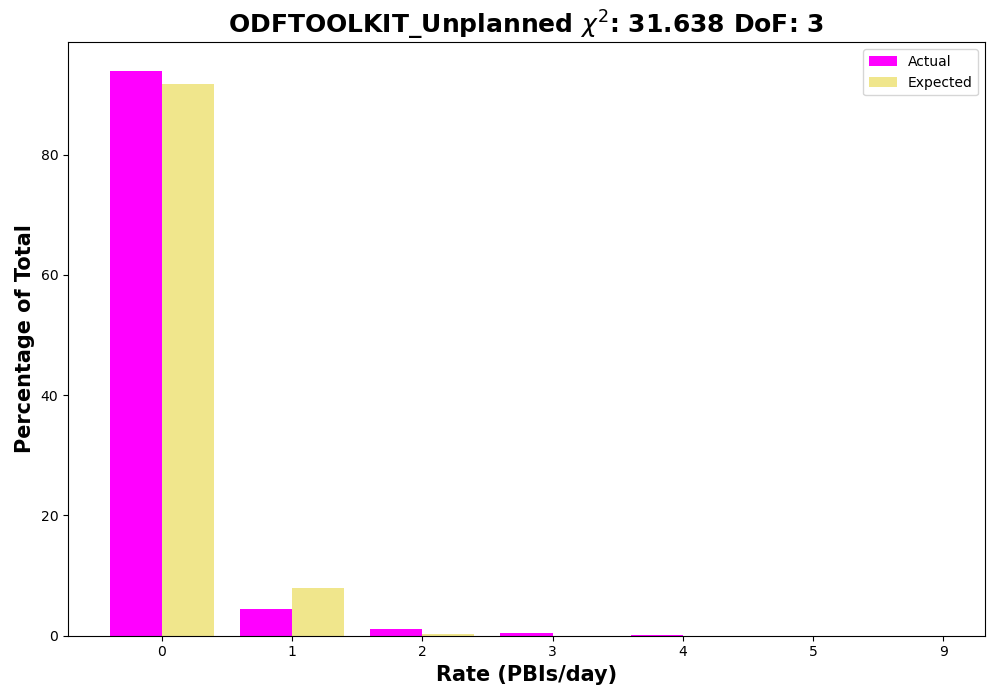 ODFTOOLKIT_Unplanned χ²: 31.638 DoF: 3
Actual
Expected
80
60
40
20
0
Percentage of Total
0 1 2 3 4 5 9
Rate (PBIs/day)